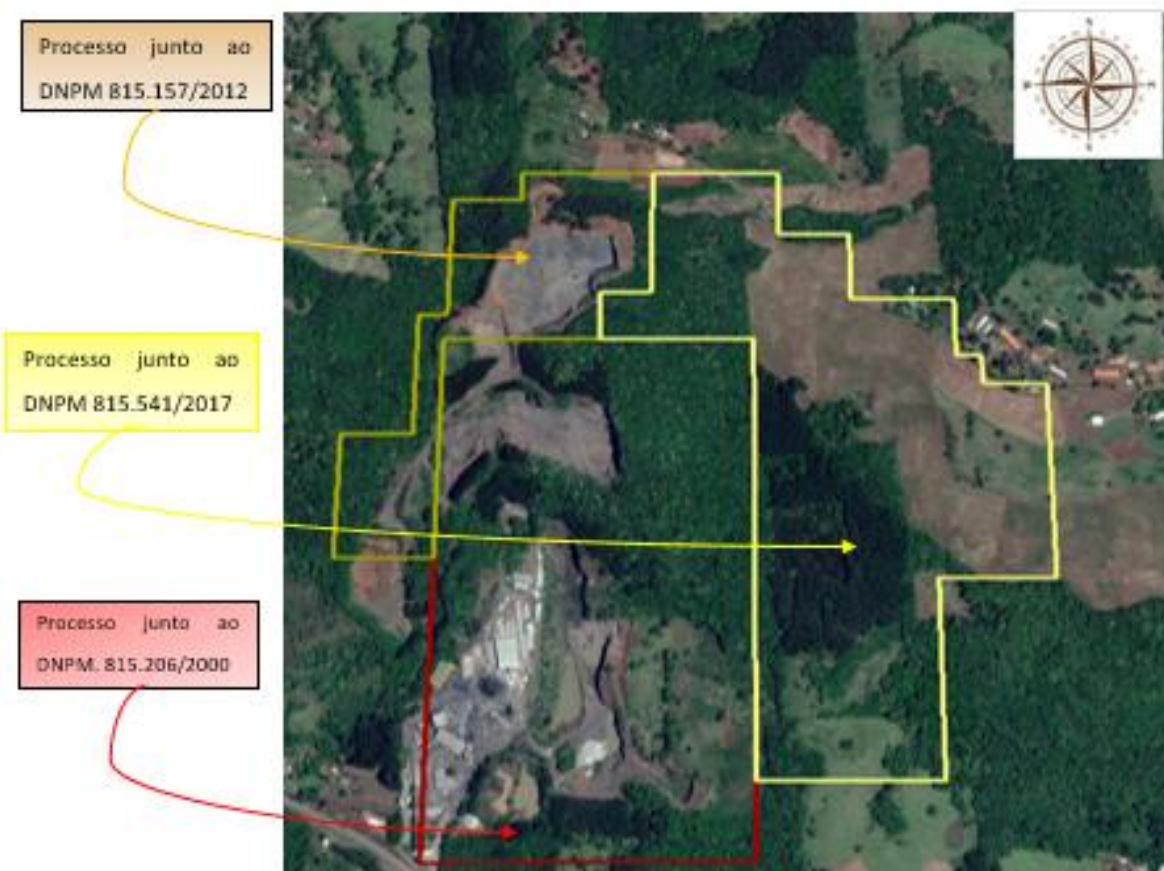 Processo junto ao
DNPM 815.157/2012
Processo junto ao
DNPM 815.541/2017
Processo junto ao
DNPM. 815.206/2000